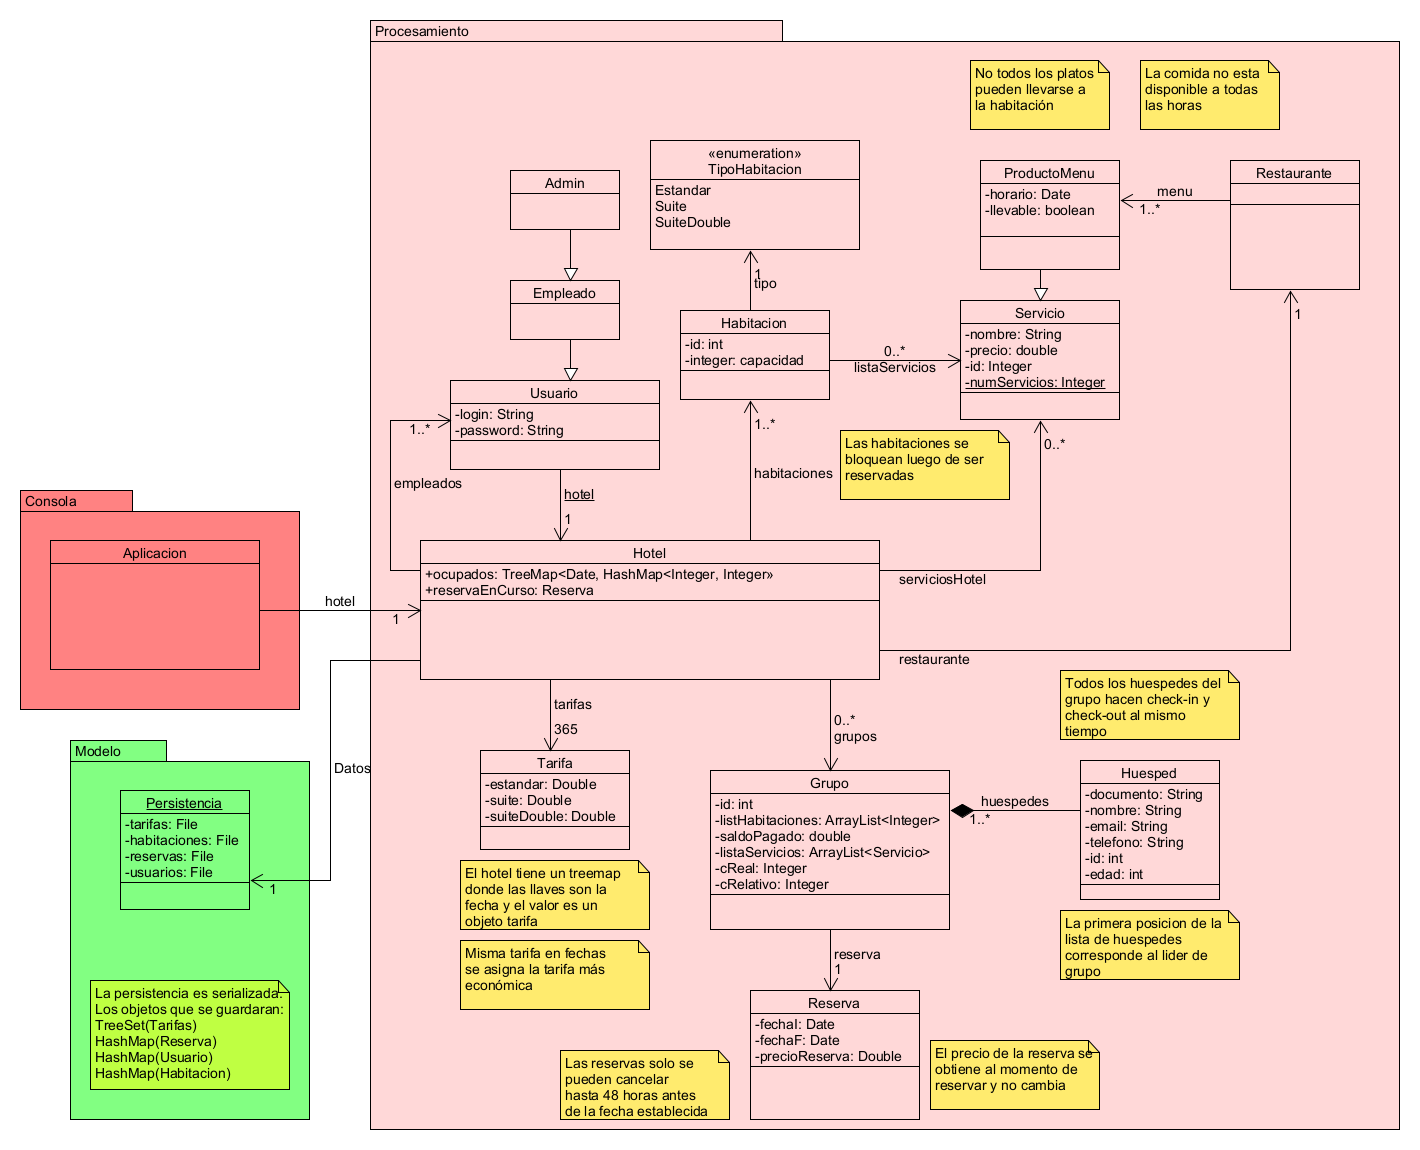 Procesamiento
No todos los platos
pueden llevarse a
la habitación
La comida no esta
disponible a todas
las horas
«enumeration»
TipoHabitacion
Estandar
Suite
SuiteDouble
Admin
Empleado
ProductoMenu
-horario: Date
-llevable: boolean
menu
1..*
Restaurante
1
tipo
Habitacion
-id: int
-integer: capacidad
0..*
listaServicios
Servicio
-nombre: String
-precio: double
-id: Integer
-numServicios: Integer
1
Usuario
-login: String
-password: String
1..*
empleados
hotel
1
1..*
habitaciones
Las habitaciones se
bloquean luego de ser
reservadas
0..*
Consola
Aplicacion
hotel
1
Hotel
+ocupados: TreeMap<Date, HashMap<Integer, Integer»
+reservaEnCurso: Reserva
serviciosHotel
restaurante
Todos los huespedes del
grupo hacen check-in y
check-out al mismo
tiempo
tarifas
365
0..*
grupos
Modelo
Datos
Persistencia
-tarifas: File
-habitaciones: File
-reservas: File
-usuarios: File
1
La persistencia es serializada.
Los objetos que se guardaran:
TreeSet(Tarifas)
HashMap(Reserva)
HashMap(Usuario)
HashMap(Habitacion)
Tarifa
-estandar: Double
-suite: Double
-suiteDouble: Double
El hotel tiene un treemap
donde las llaves son la
fecha y el valor es un
objeto tarifa
Misma tarifa en fechas
se asigna la tarifa más
económica
Grupo
-id: int
-listHabitaciones: ArrayList<Integer>
-saldoPagado: double
-listaServicios: ArrayList<Servicio>
-cReal: Integer
-cRelativo: Integer
huespedes
1..*
Huesped
-documento: String
-nombre: String
-email: String
-telefono: String
-id: int
-edad: int
La primera posicion de la
lista de huespedes
corresponde al lider de
grupo
reserva
1
Reserva
-fechaI: Date
-fechaF: Date
-precioReserva: Double
Las reservas solo se
pueden cancelar
hasta 48 horas antes
de la fecha establecida
El precio de la reserva se
obtiene al momento de
reservar y no cambia